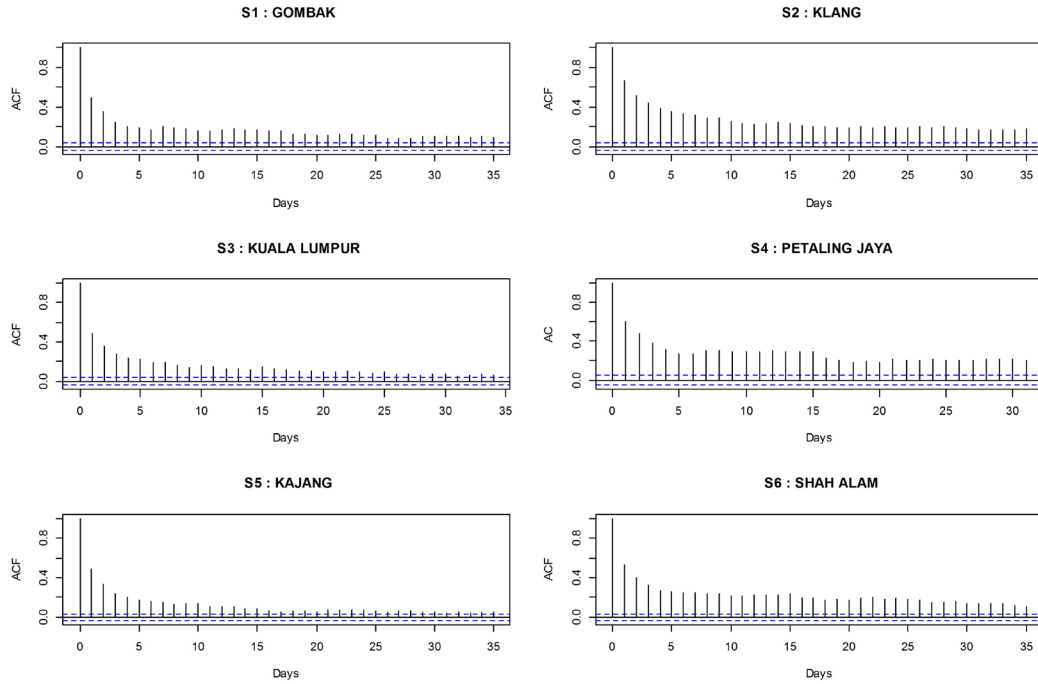 S1 : GOMBAK
ACF
0.0 0.4 0.8
0 5 10 15 20 25 30 35
Days
S2 : KLANG
ACF
0.0 0.4 0.8
0 5 10 15 20 25 30 35
Days
S3 : KUALA LUMPUR
ACF
0.0 0.4 0.8
0 5 10 15 20 25 30 35
Days
S4 : PETALING JAYA
AC
0.0 0.4 0.8
0 5 10 15 20 25 30
Days
S5 : KAJANG
ACF
0.0 0.4 0.8
0 5 10 15 20 25 30 35
Days
S6 : SHAH ALAM
ACF
0.0 0.4 0.8
0 5 10 15 20 25 30 35
Days